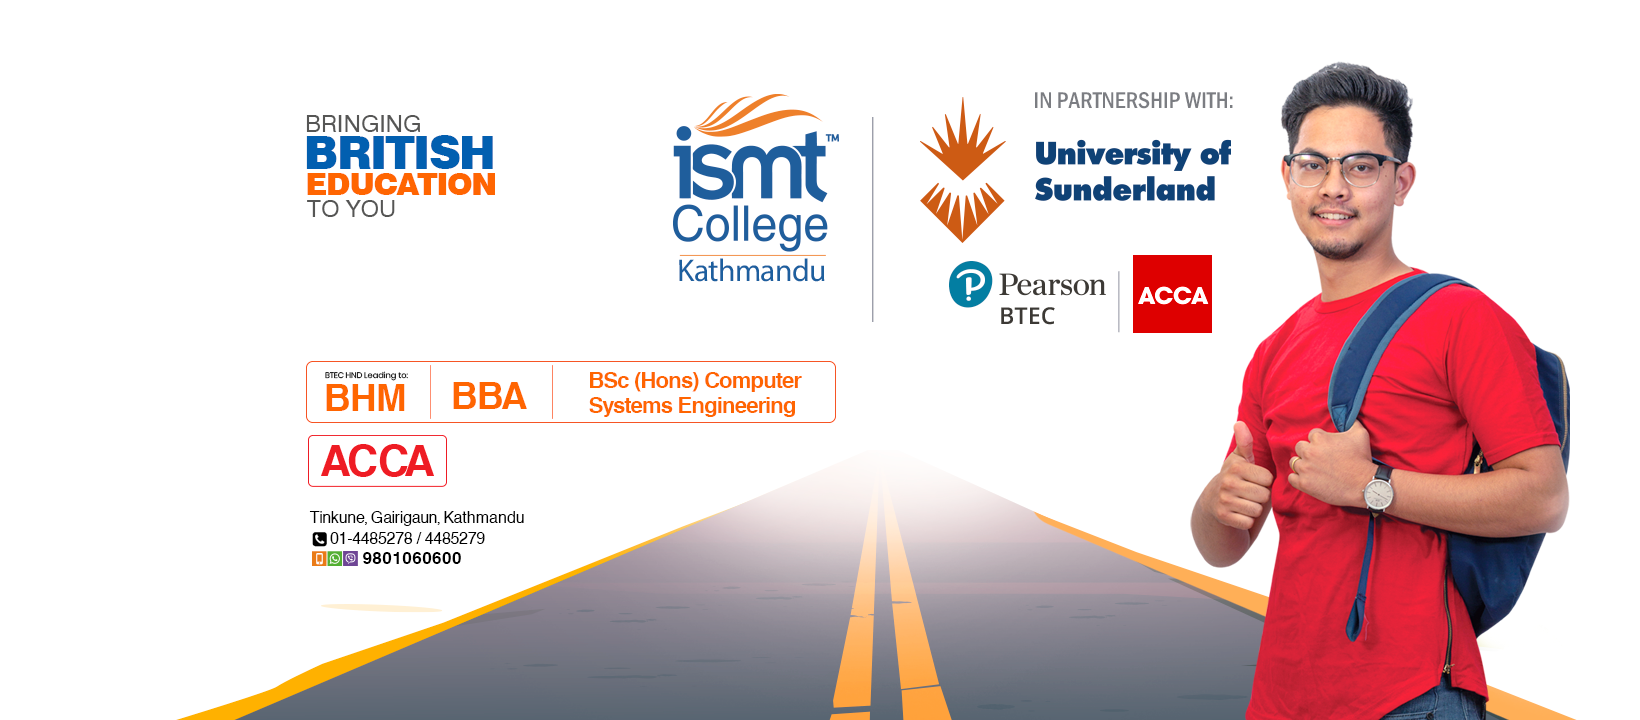 BRINGING
BRITISH
EDUCATION
TO YOU
ismt™
College
Kathmandu
IN PARTNERSHIP WITH:
University of
Sunderland
Pearson
BTEC
ACCA
BTEC HND Leading to:
BHM
BBA
BSc (Hons) Computer
Systems Engineering
ACCA
Tinkune, Gairigaun, Kathmandu
01-4485278 / 4485279
9801060600